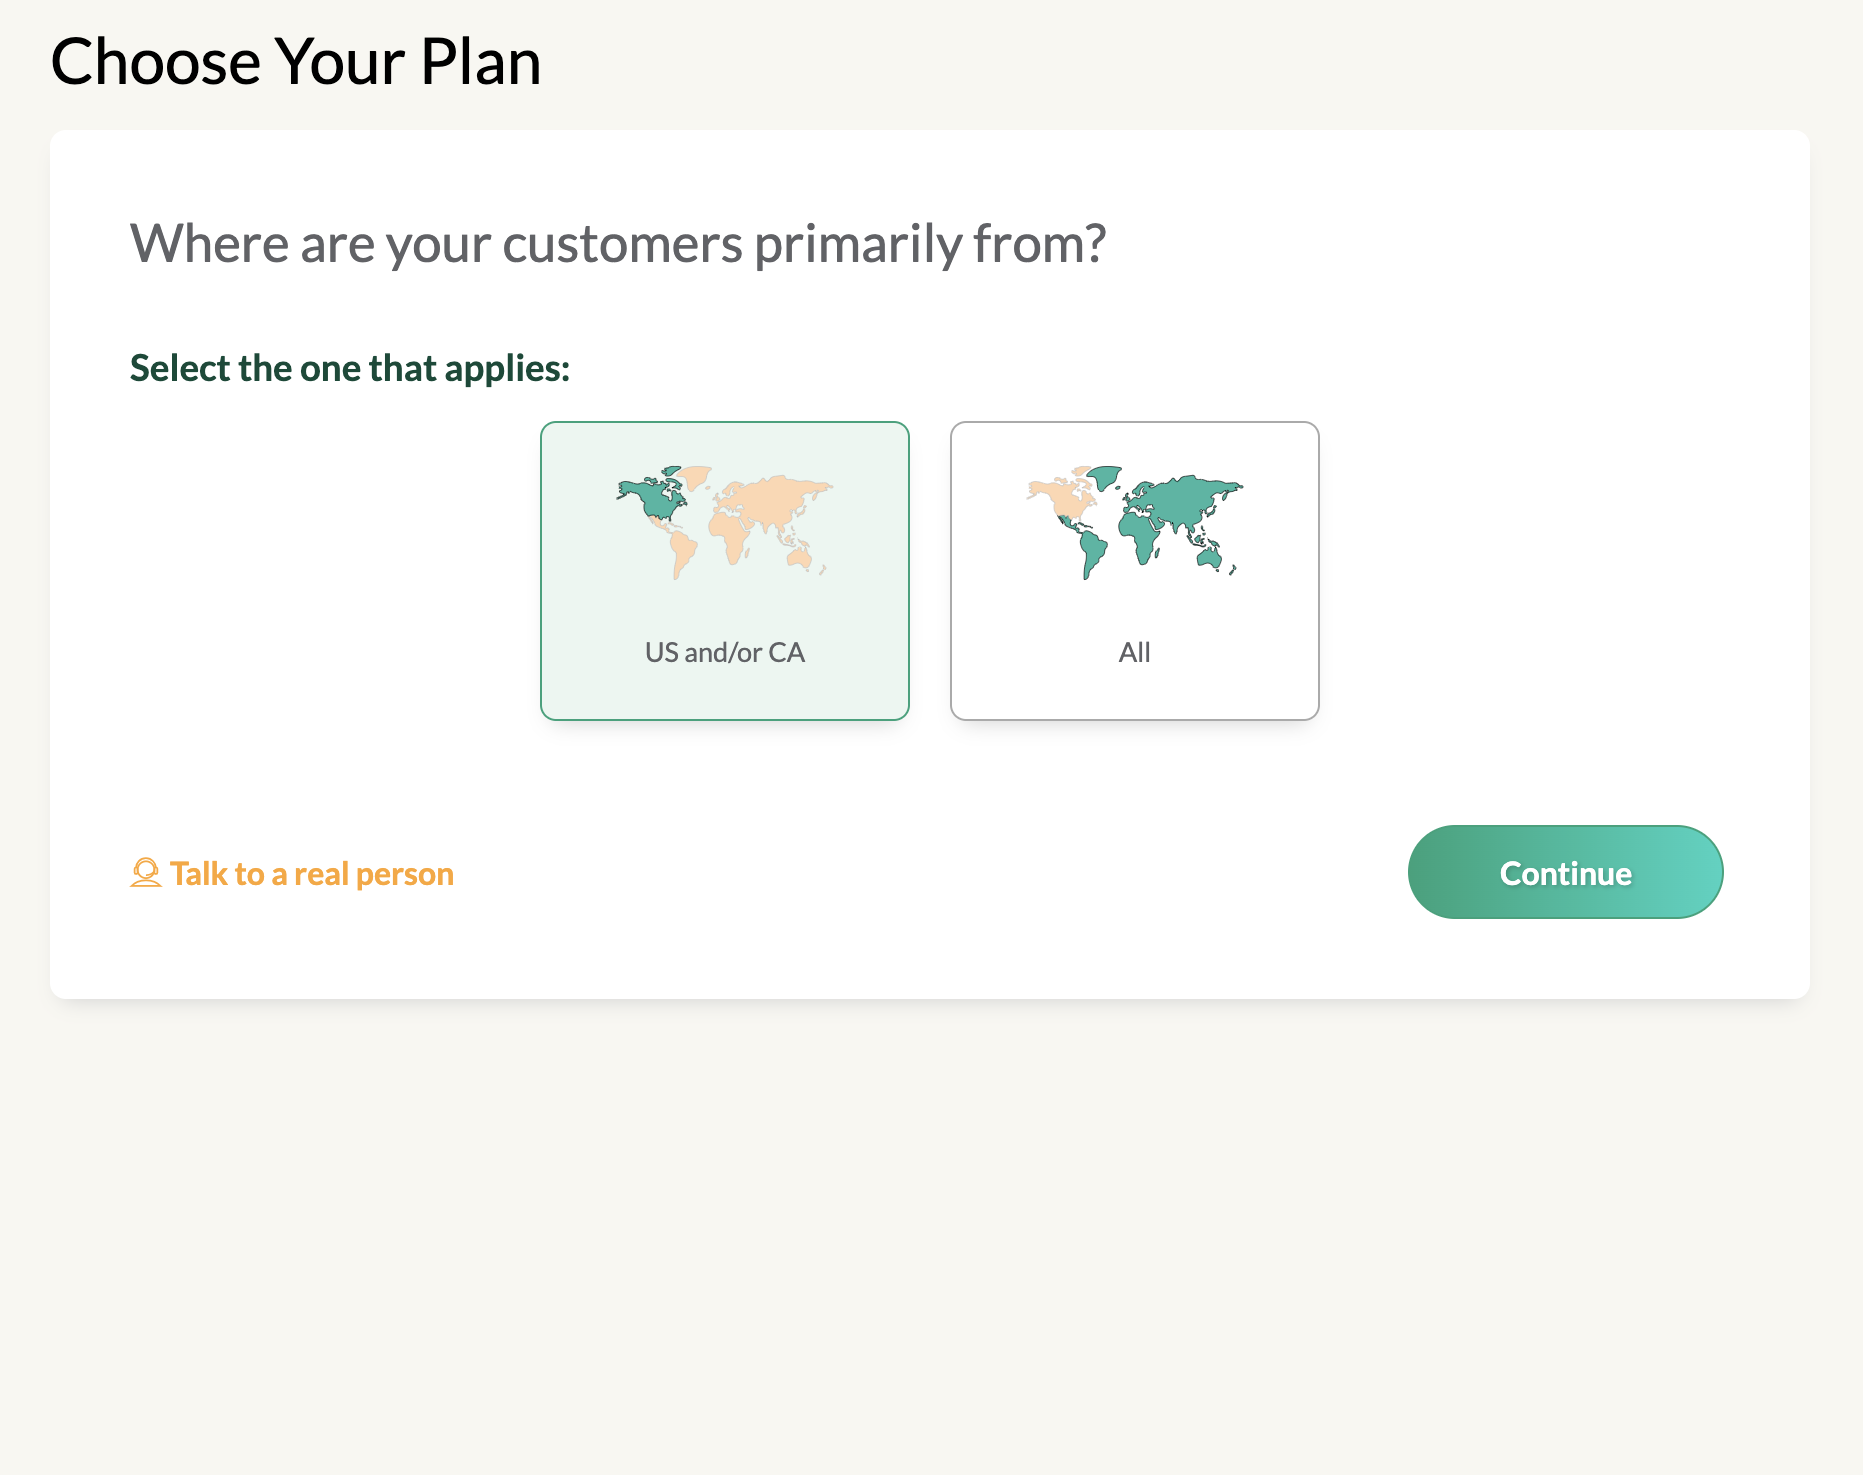 Choose Your Plan
Where are your customers primarily from?
Select the one that applies:
US and/or CA
All
Talk to a real person
Continue